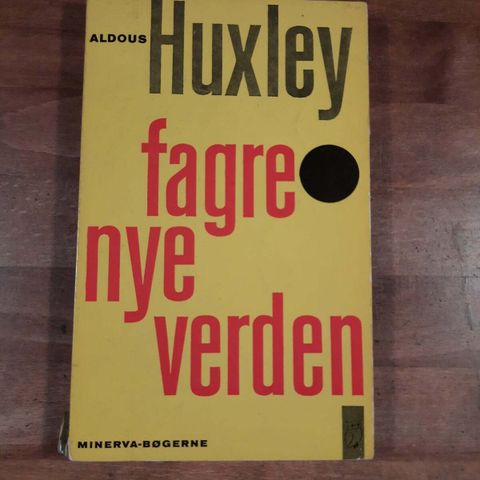 ALDOUS Huxley
fagre
nye
verden
MINERVA-BØGERNE